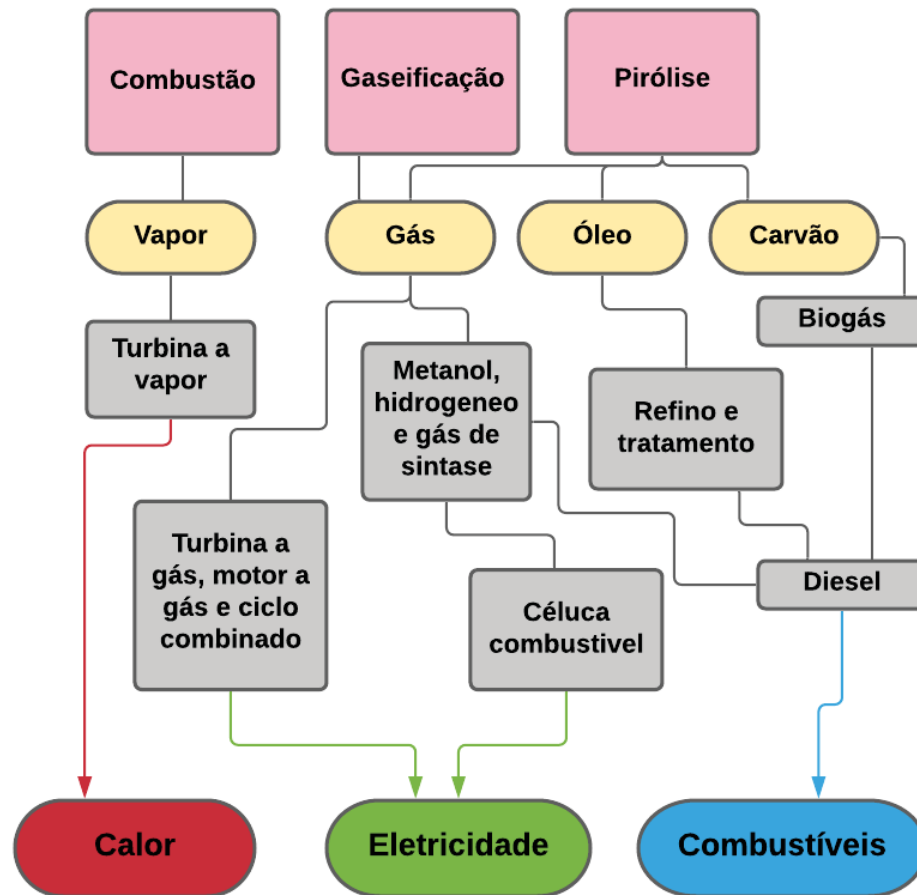 Combustão
Gaseificação
Pirólise
Vapor
Gás
Óleo
Carvão
Biogás
Turbina a
vapor
Metanol,
hidrogeneo
e gás de
sintase
Refino e
tratamento
Turbina a
gás, motor a
gás e ciclo
combinado
Céluca
combustivel
Diesel
Calor
Eletricidade
Combustíveis